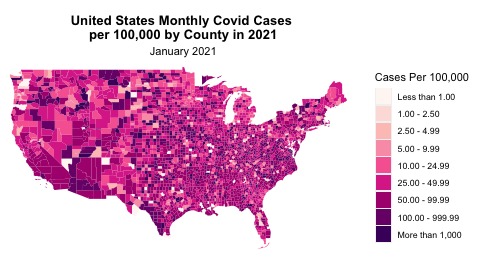 United States Monthly Covid Cases
per 100,000 by County in 2021
January 2021
Cases Per 100,000
Less than 1.00
1.00 - 2.50
2.50 - 4.99
5.00 - 9.99
10.00 - 24.99
25.00 - 49.99
50.00 - 99.99
100.00 - 999.99
More than 1,000